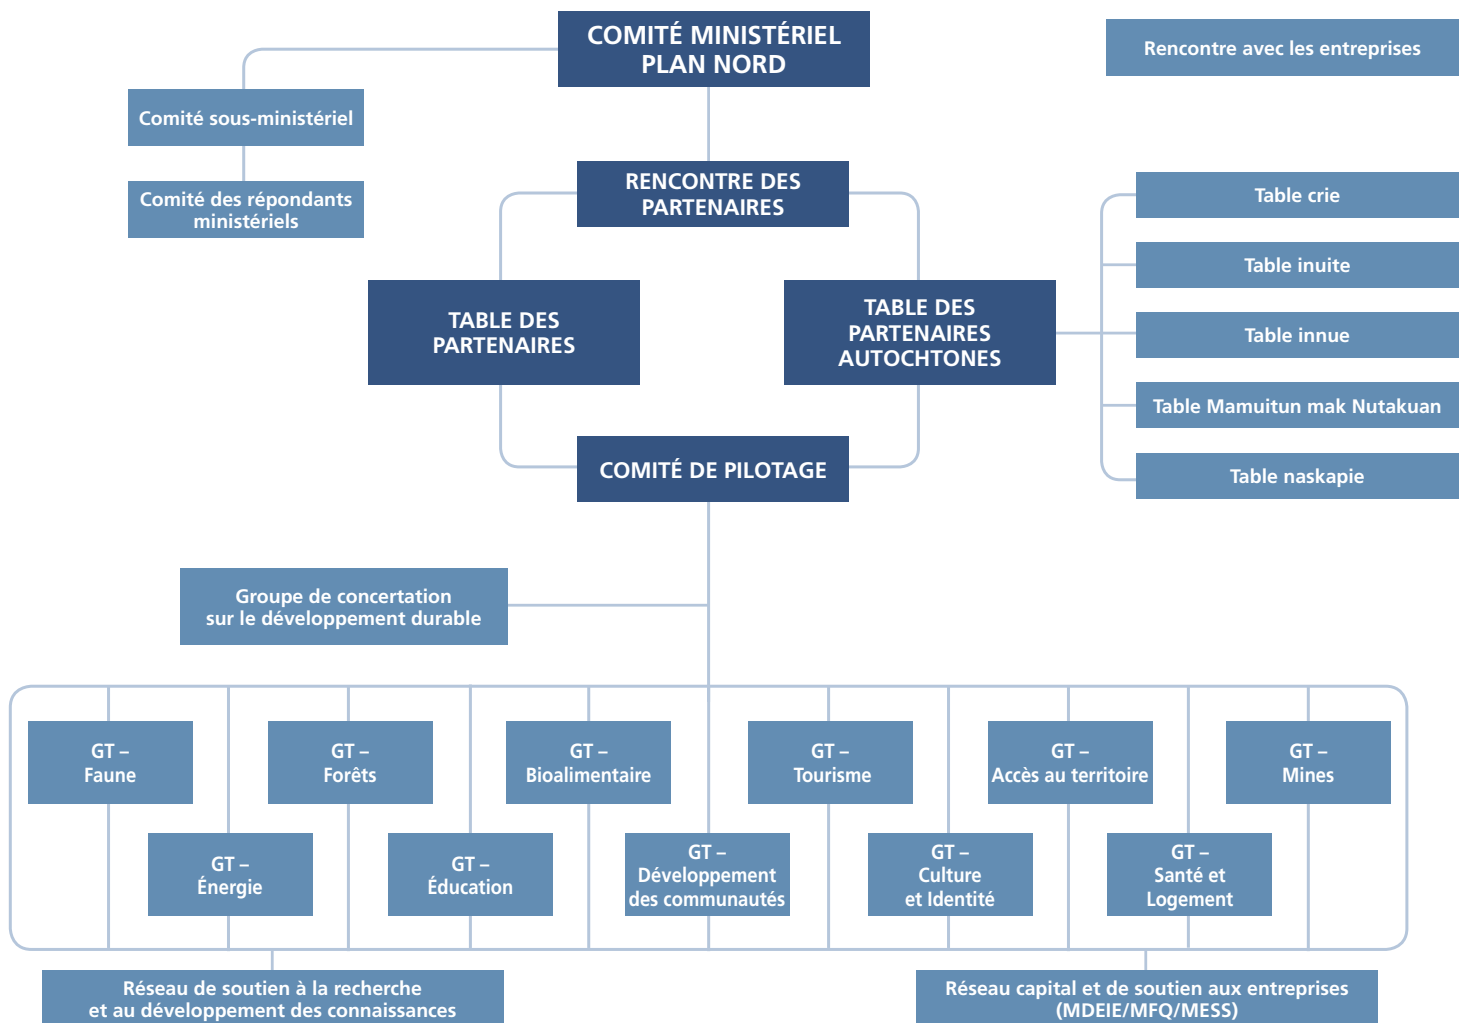 COMITÉ MINISTÉRIEL
PLAN NORD
Rencontre avec les entreprises
Comité sous-ministériel
Comité des répondants
ministériels
RENCONTRE DES
PARTENAIRES
TABLE DES
PARTENAIRES
TABLE DES
PARTENAIRES
AUTOCHTONES
Table crie
Table inuite
Table innue
Table Mamuitun mak Nutakuan
Table naskapie
COMITÉ DE PILOTAGE
Groupe de concertation
sur le développement durable
GT –
Faune
GT –
Forêts
GT –
Bioalimentaire
GT –
Tourisme
GT –
Accès au territoire
GT –
Mines
GT –
Énergie
GT –
Éducation
GT –
Développement
des communautés
GT –
Culture
et Identité
GT –
Santé et
Logement
Réseau de soutien à la recherche
et au développement des connaissances
Réseau capital et de soutien aux entreprises
(MDEIE/MFQ/MESS)